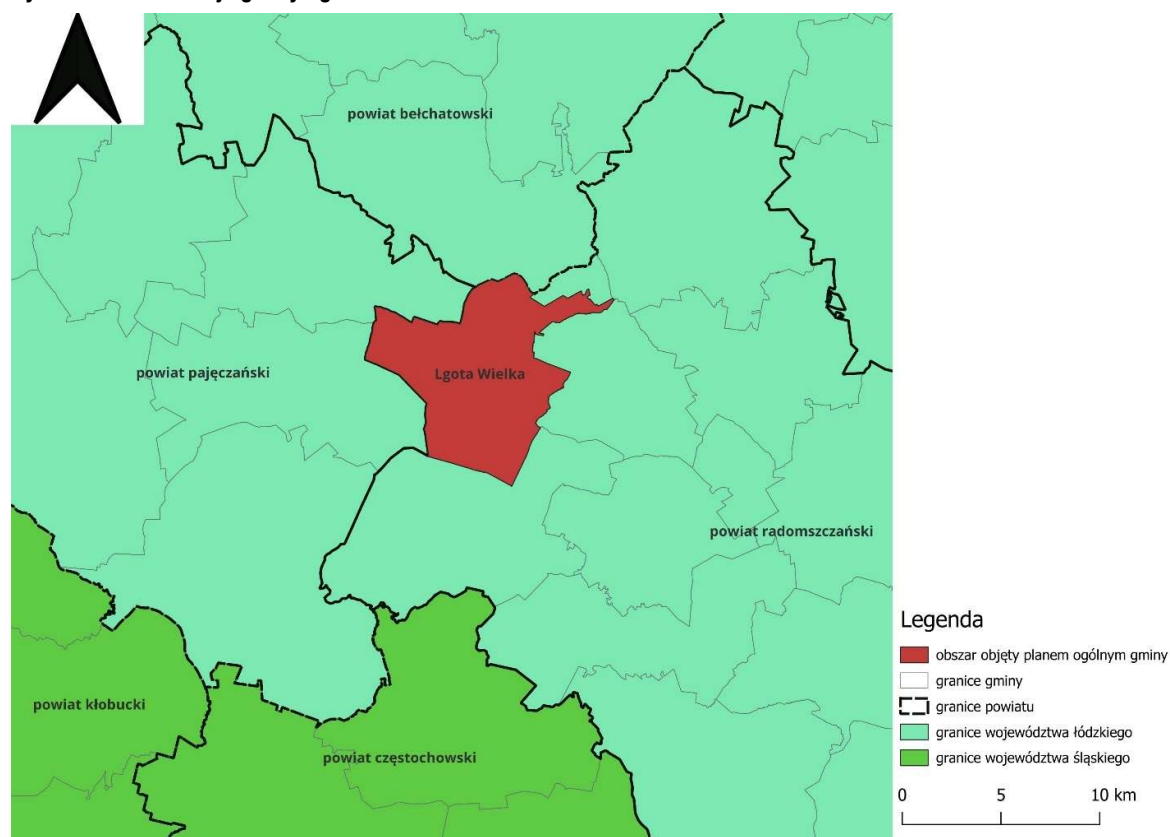 powiat bełchatowski
powiat pajęczański
Lgota Wielka
powiat radomszczański
powiat kłobucki
powiat częstochowski
Legenda
obszar objęty planem ogólnym gminy
granice gminy
granice powiatu
granice województwa łódzkiego
granice województwa śląskiego
0 5 10 km